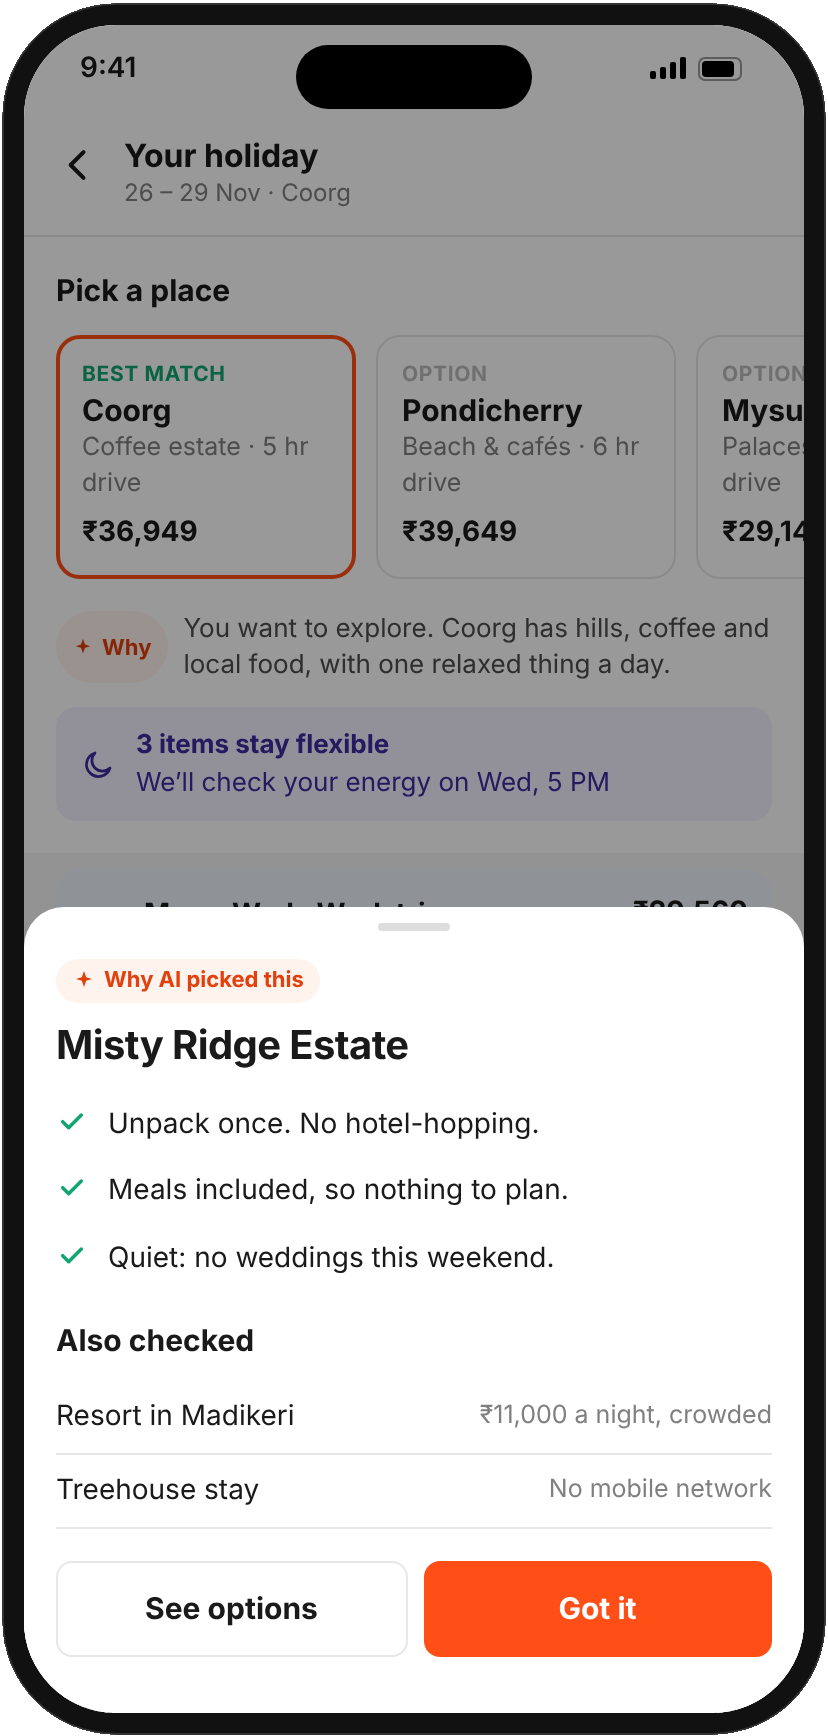 9:41
Your holiday
26 – 29 Nov · Coorg
Pick a place
BEST MATCH
Coorg
Coffee estate · 5 hr
drive
₹36,949
OPTION
Pondicherry
Beach & cafés · 6 hr
drive
₹39,649
OPTION
Mysu
Palaces
drive
₹29,14
Why
You want to explore. Coorg has hills, coffee and
local food, with one relaxed thing a day.
3 items stay flexible
We’ll check your energy on Wed, 5 PM
Why AI picked this
Misty Ridge Estate
Unpack once. No hotel-hopping.
Meals included, so nothing to plan.
Quiet: no weddings this weekend.
Also checked
Resort in Madikeri
₹11,000 a night, crowded
Treehouse stay
No mobile network
See options
Got it